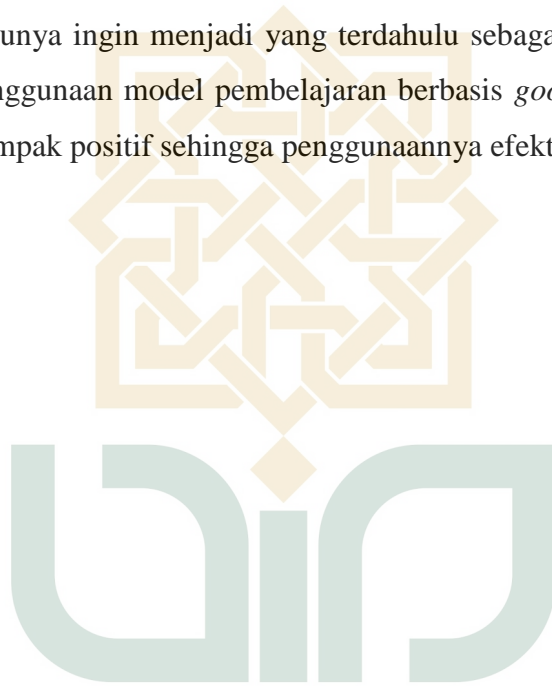 unya ingin menjadi yang terdahulu sebaga
nggunaan model pembelajaran berbasis goo
mpak positif sehingga penggunaannya efekt